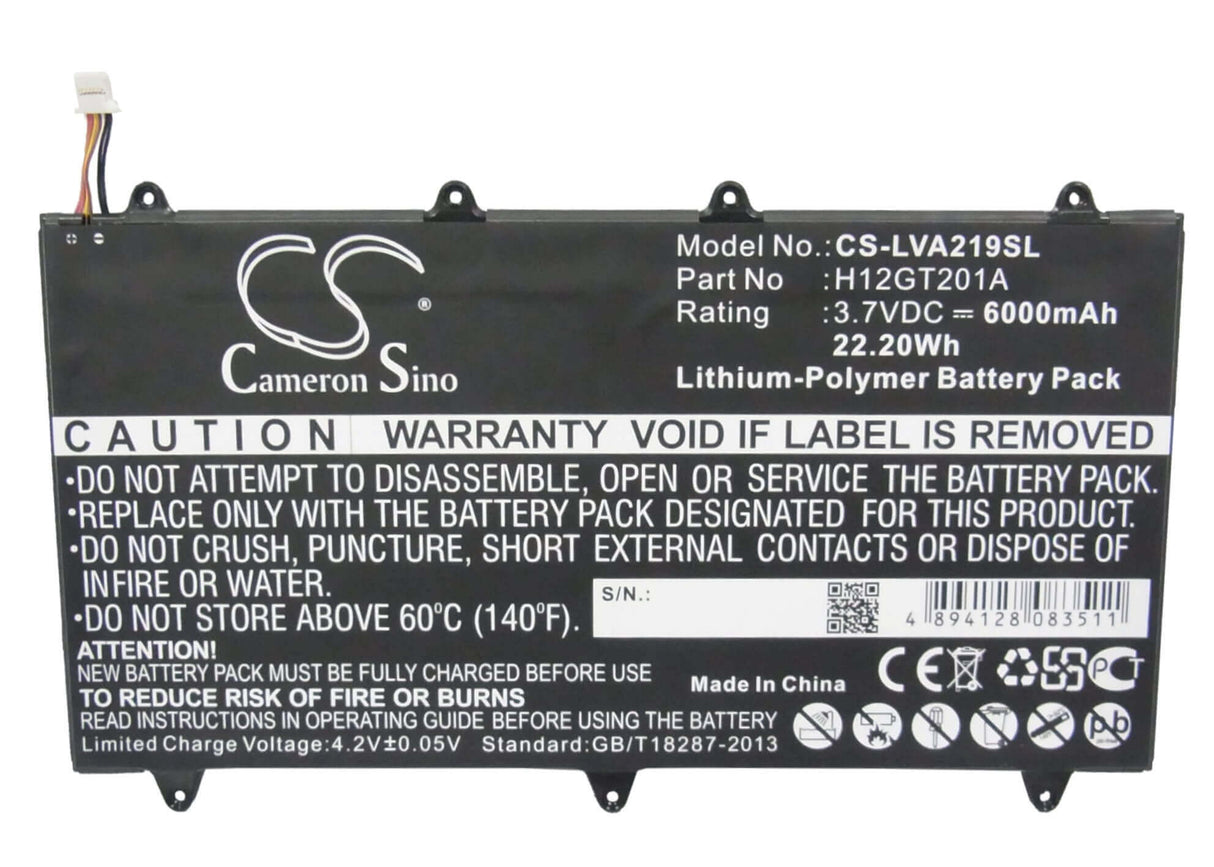 Cameron Sino ®
Model No.:CS-LVA219SL
Part No :H12GT201A
Rating :3.7VDC ⎓ 6000mAh
22.20Wh
Lithium-Polymer Battery Pack
CAUTION WARRANTY VOID IF LABEL IS REMOVED
•DO NOT ATTEMPT TO DISASSEMBLE, OPEN OR SERVICE THE BATTERY PACK.
•REPLACE ONLY WITH THE BATTERY PACK DESIGNATED FOR THIS PRODUCT.
•DO NOT CRUSH, PUNCTURE, SHORT EXTERNAL CONTACTS OR DISPOSE OF
INFIRE OR WATER.
•DO NOT STORE ABOVE 60ºC (140ºF).
S/N.:
4 894128 083511
ATTENTION!
NEW BATTERY PACK MUST BE FULLY CHARGED BEFORE USE
TO REDUCE RISK OF FIRE OR BURNS
READ INSTRUCTIONS IN OPERATING GUIDE BEFORE USING THE BATTERY
Limited Charge Voltage:4.2V±0.05V Standard:GB/T18287-2013
Made In China
CE
PCT
Pb